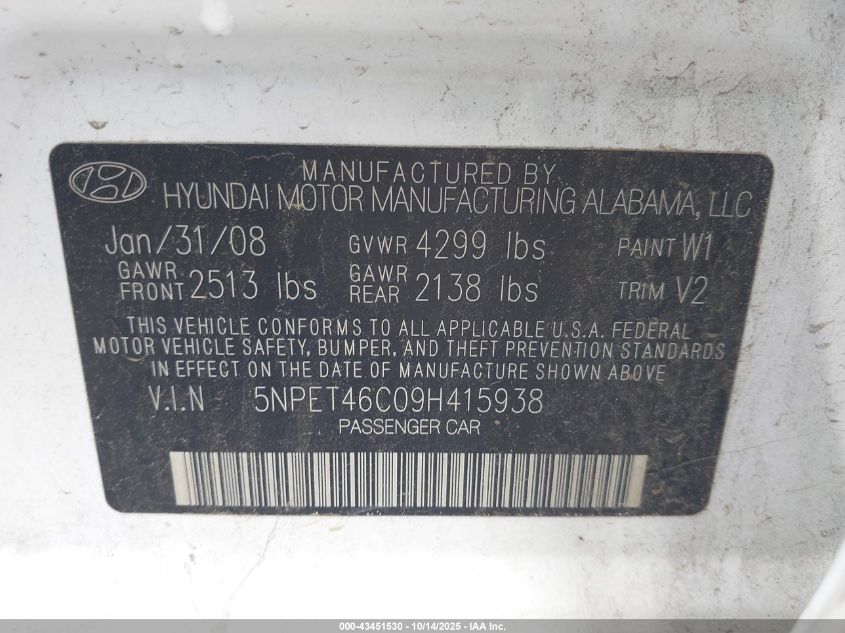 MANUFACTURED BY
HYUNDAI MOTOR MANUFACTURING ALABAMA, LLC
Jan/31/08 GVWR 4299 lbs PAINT W1
GAWR FRONT 2513 lbs GAWR REAR 2138 lbs TRIM V2
THIS VEHICLE CONFORMS TO ALL APPLICABLE U.S.A. FEDERAL
MOTOR VEHICLE SAFETY, BUMPER, AND THEFT PREVENTION STANDARDS
IN EFFECT ON THE DATE OF MANUFACTURE SHOWN ABOVE
V.I.N 5NPET46C09H415938
PASSENGER CAR
000-43451530 - 10/14/2025 - IAA Inc.